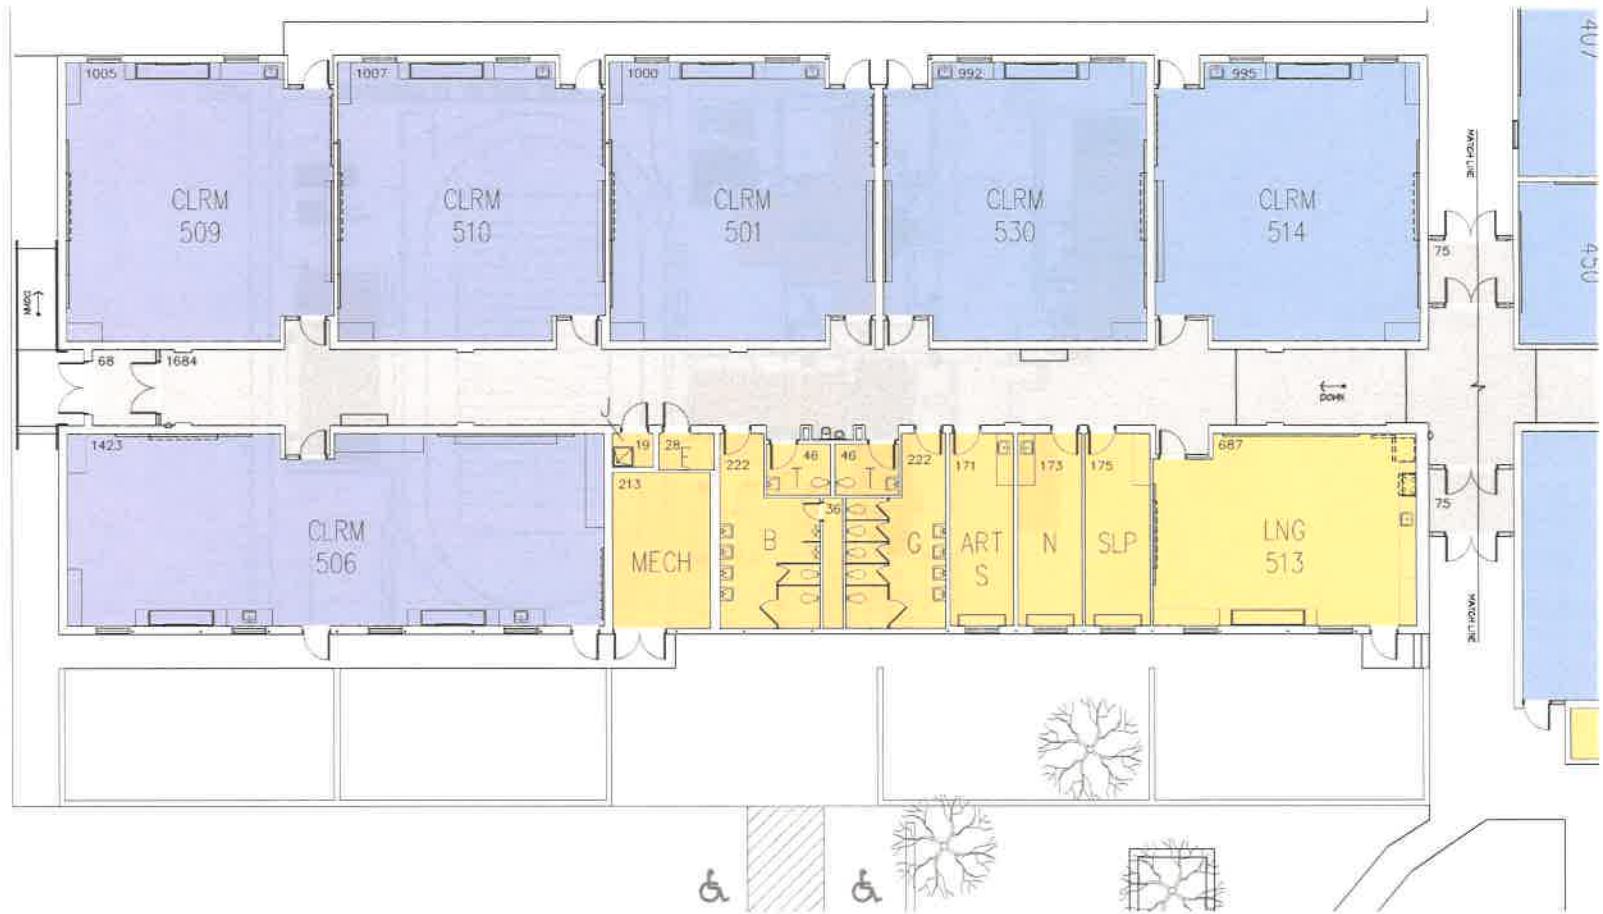 1005
1007
1000
992
995
407
CLRM
509
CLRM
510
CLRM
501
CLRM
530
CLRM
514
MATCH LINE
75
450
DOWN
68
1684
DOWN
J
1423
19
28
E
222
46
T
46
T
222
171
173
175
687
213
36
75
CLRM
506
MECH
B
G
ART
S
N
SLP
LNG
513
MATCH LINE